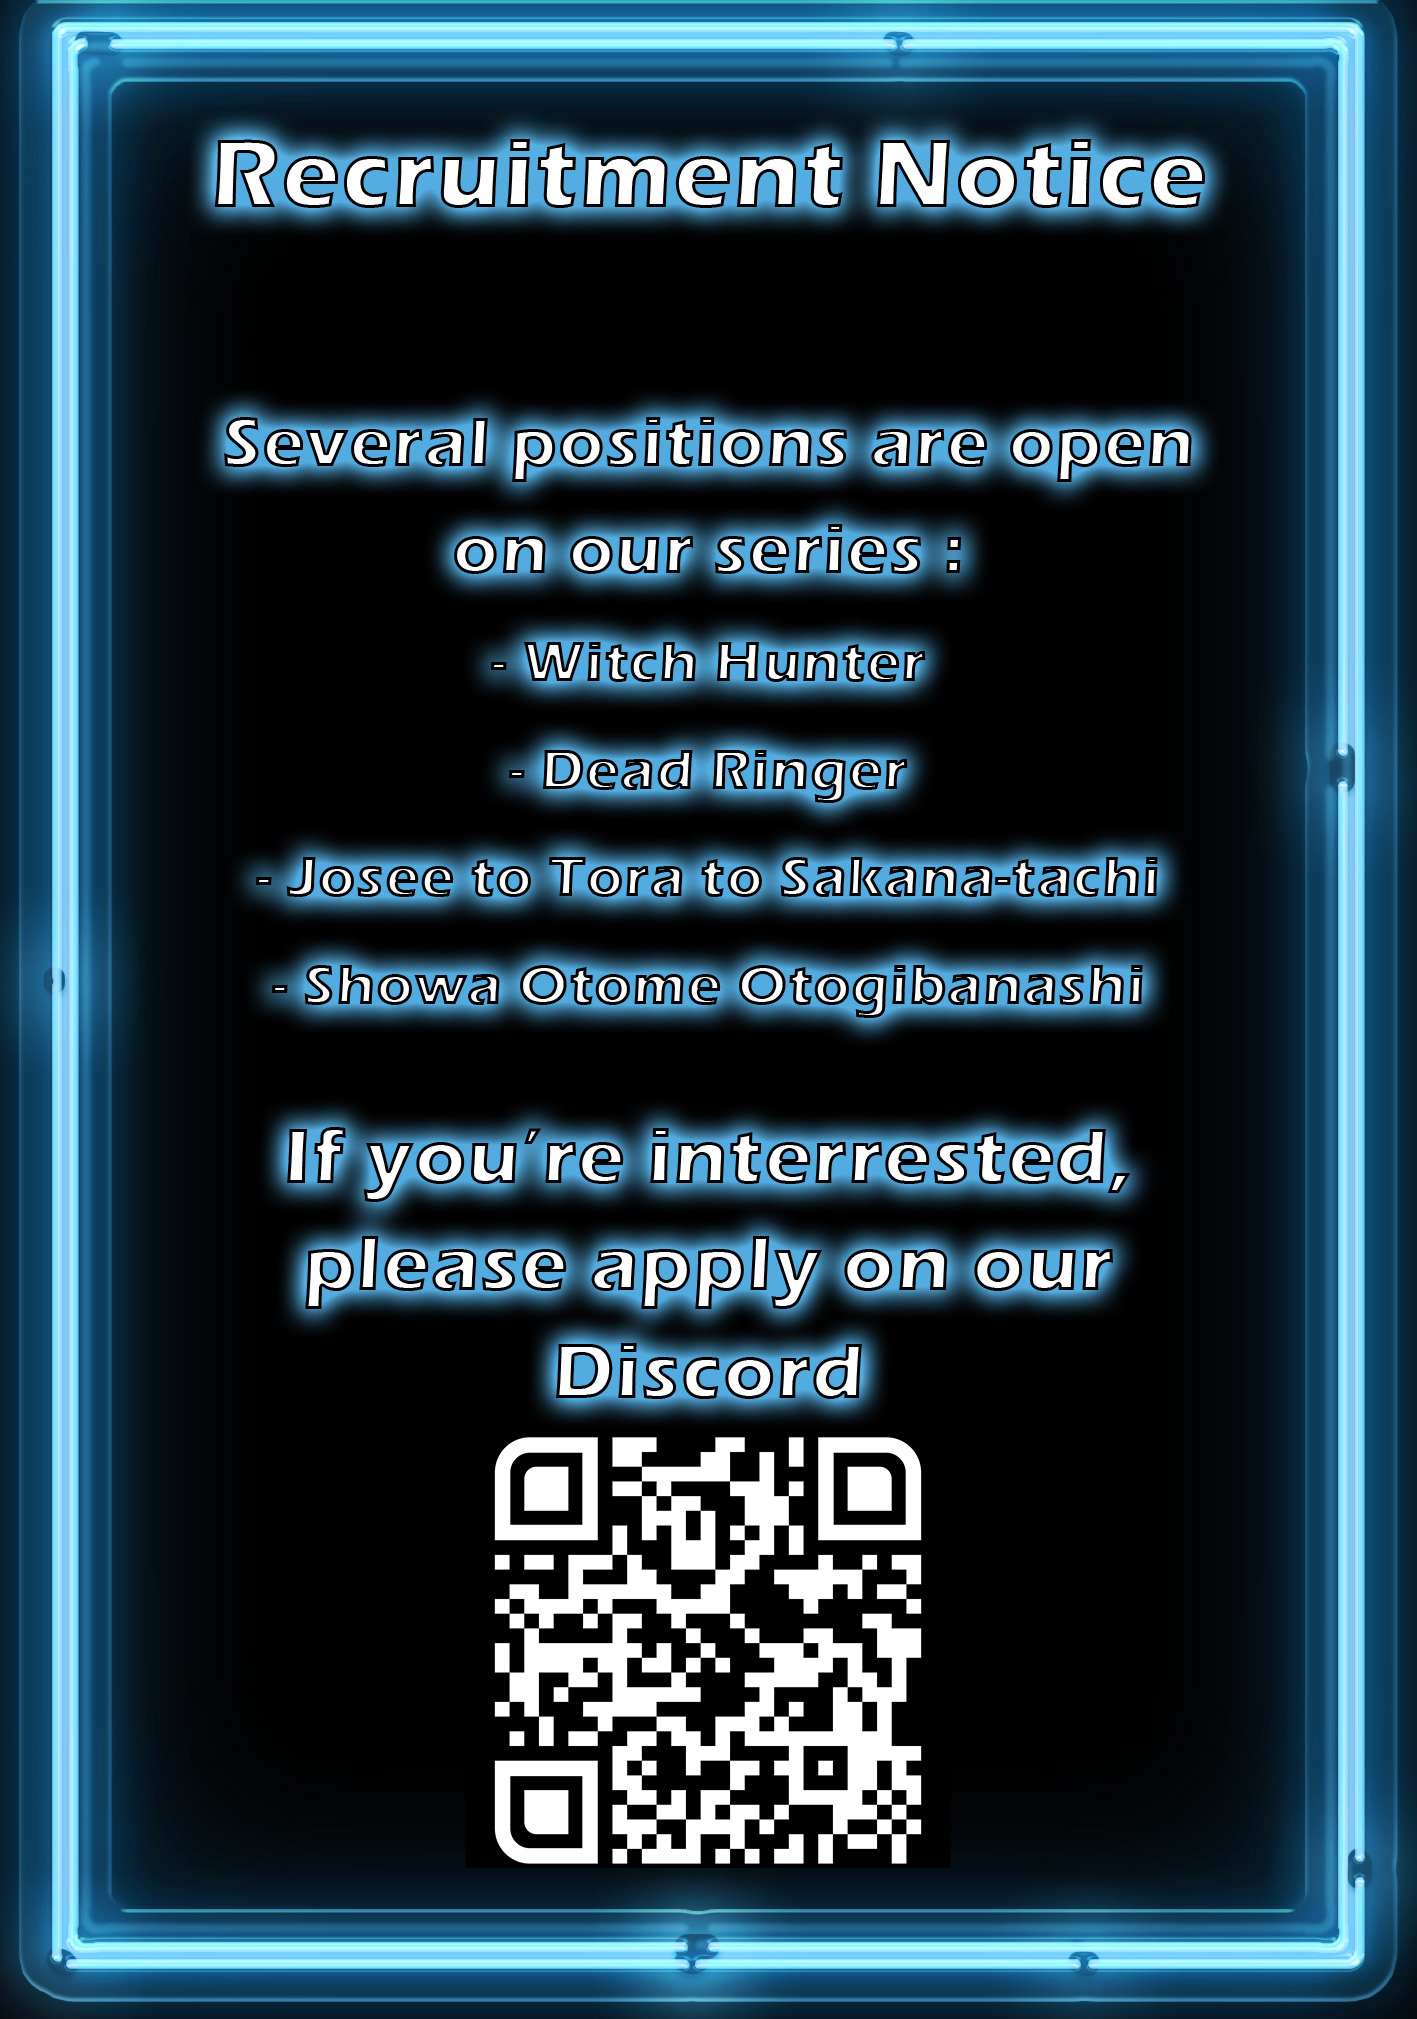 Recruitment Notice
Several positions are open
on our series :
- Witch Hunter
- Dead Ringer
- Josee to Tora to Sakana-tachi
- Showa Otome Otogibanashi
If you're interrested,
please apply on our
Discord